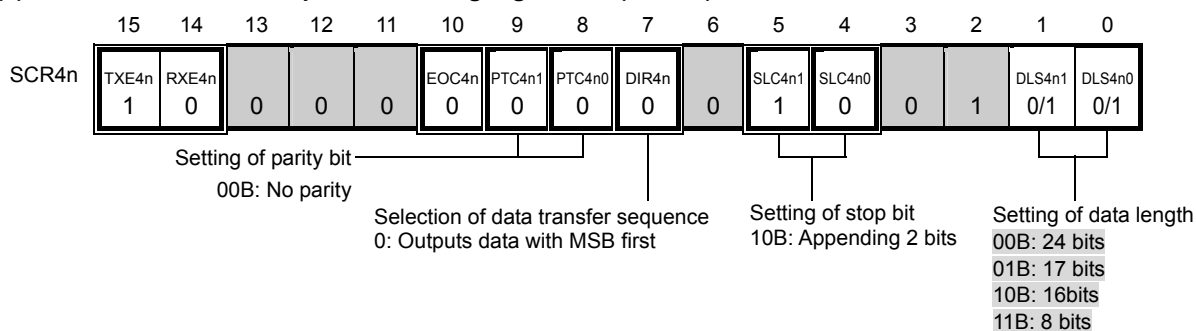 15 14 13 12 11 10 9 8 7 6 5 4 3 2 1 0
SCR4n TXE4n RXE4n EOC4n PTC4n1 PTC4n0 DIR4n SLC4n1 SLC4n0 DLS4n1 DLS4n0
1 0 0 0 0 0 0 0 0 0 1 0 0 1 0/1 0/1
Setting of parity bit
00B: No parity
Selection of data transfer sequence
0: Outputs data with MSB first
Setting of stop bit
10B: Appending 2 bits
Setting of data length
00B: 24 bits
01B: 17 bits
10B: 16bits
11B: 8 bits